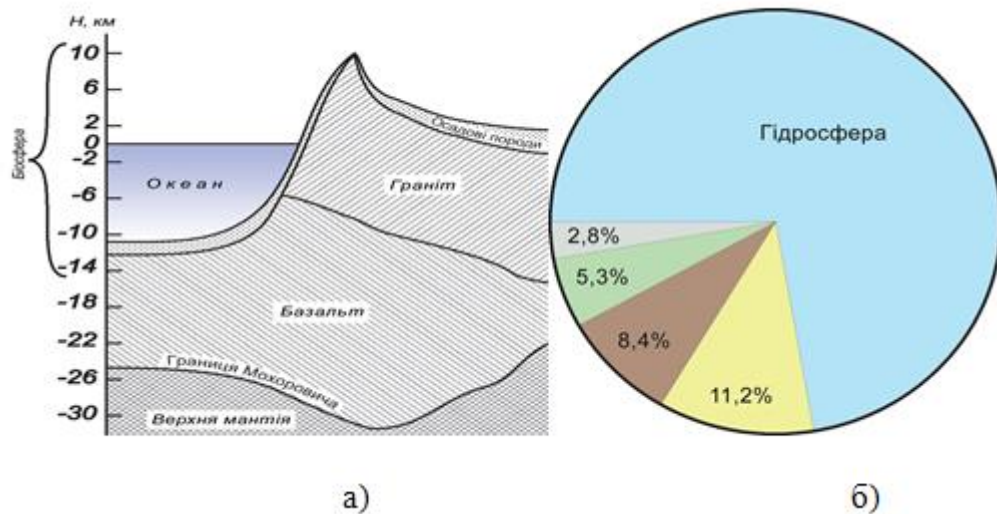 Н, км
10
6
2
0
-2
-6
-10
-14
-18
-22
-26
-30
Біосфера
Океан
Осадові породи
Граніт
Базальт
Границя Мохоровича
Верхня мантія
а)
Гідросфера
2,8%
5,3%
8,4%
11,2%
б)